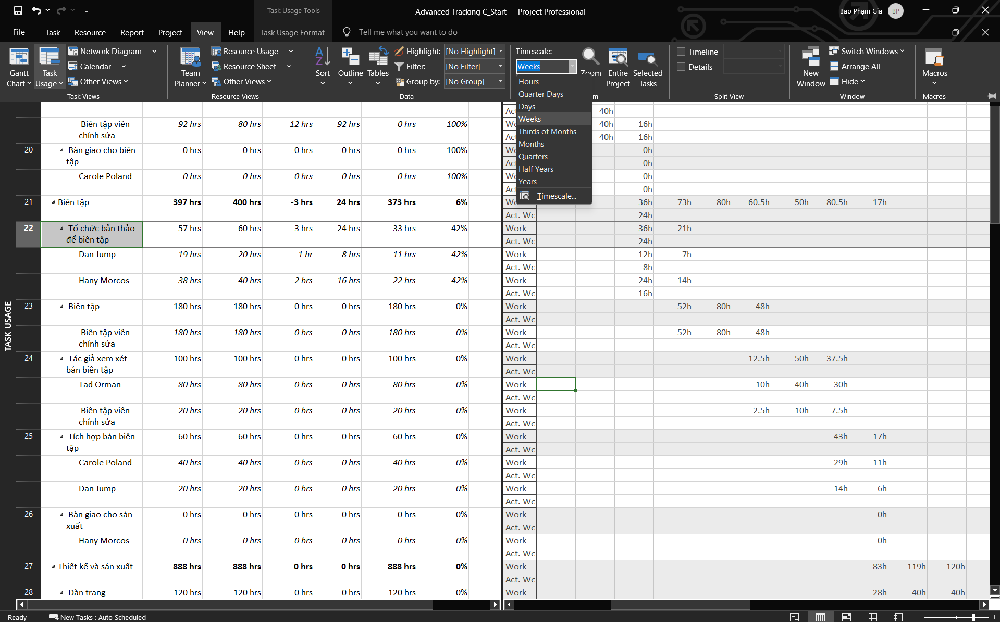 Task Usage Tools
Advanced Tracking C_Start - Project Professional
Bảo Phạm Gia
BP
File Task Resource Report Project View Help Task Usage Format Tell me what you want to do
Gantt Chart
Task Usage
Network Diagram
Calendar
Other Views
Task Views
Team Planner
Resource Usage
Resource Sheet
Other Views
Resource Views
Sort
Outline
Tables
Highlight: [No Highlight]
Filter: [No Filter]
Group by: [No Group]
Data
Timescale:
Weeks
Zoom
Entire Project
Selected Tasks
m
Timeline
Details
Split View
New Window
Switch Windows
Arrange All
Hide
Window
Macros
Macros
Hours
Quarter Days
Days
Weeks
Thirds of Months
Months
Quarters
Half Years
Years
Timescale...
TASK USAGE
Ac 40h
Biên tập viên chỉnh sửa 92 hrs 80 hrs 12 hrs 92 hrs 0 hrs 100% Wo 40h 16h
Ac 40h 16h
20 Bàn giao cho biên tập 0 hrs 0 hrs 0 hrs 0 hrs 0 hrs 100% Wo 0h
Ac 0h
Carole Poland 0 hrs 0 hrs 0 hrs 0 hrs 0 hrs 100% Wo 0h
Ac 0h
21 Biên tập 397 hrs 400 hrs -3 hrs 24 hrs 373 hrs 6% Wo 36h 73h 80h 60.5h 50h 80.5h 17h
Act. Wc 24h
22 Tổ chức bản thảo để biên tập 57 hrs 60 hrs -3 hrs 24 hrs 33 hrs 42% Work 36h 21h
Act. Wc 24h
Dan Jump 19 hrs 20 hrs -1 hr 8 hrs 11 hrs 42% Work 12h 7h
Act. Wc 8h
Hany Morcos 38 hrs 40 hrs -2 hrs 16 hrs 22 hrs 42% Work 24h 14h
Act. Wc 16h
23 Biên tập 180 hrs 180 hrs 0 hrs 0 hrs 180 hrs 0% Work 52h 80h 48h
Act. Wc
Biên tập viên chỉnh sửa 180 hrs 180 hrs 0 hrs 0 hrs 180 hrs 0% Work 52h 80h 48h
Act. Wc
24 Tác giả xem xét bản biên tập 100 hrs 100 hrs 0 hrs 0 hrs 100 hrs 0% Work 12.5h 50h 37.5h
Act. Wc
Tad Orman 80 hrs 80 hrs 0 hrs 0 hrs 80 hrs 0% Work 10h 40h 30h
Act. Wc
Biên tập viên chỉnh sửa 20 hrs 20 hrs 0 hrs 0 hrs 20 hrs 0% Work 2.5h 10h 7.5h
Act. Wc
25 Tích hợp bản biên tập 60 hrs 60 hrs 0 hrs 0 hrs 60 hrs 0% Work 43h 17h
Act. Wc
Carole Poland 40 hrs 40 hrs 0 hrs 0 hrs 40 hrs 0% Work 29h 11h
Act. Wc
Dan Jump 20 hrs 20 hrs 0 hrs 0 hrs 20 hrs 0% Work 14h 6h
Act. Wc
26 Bàn giao cho sản xuất 0 hrs 0 hrs 0 hrs 0 hrs 0 hrs 0% Work 0h
Act. Wc
Hany Morcos 0 hrs 0 hrs 0 hrs 0 hrs 0 hrs 0% Work 0h
Act. Wc
27 Thiết kế và sản xuất 888 hrs 888 hrs 0 hrs 0 hrs 888 hrs 0% Work 83h 119h 120h
Act. Wc
28 Dàn trang 120 hrs 120 hrs 0 hrs 0 hrs 120 hrs 0% Work 28h 40h 40h
Ready New Tasks : Auto Scheduled